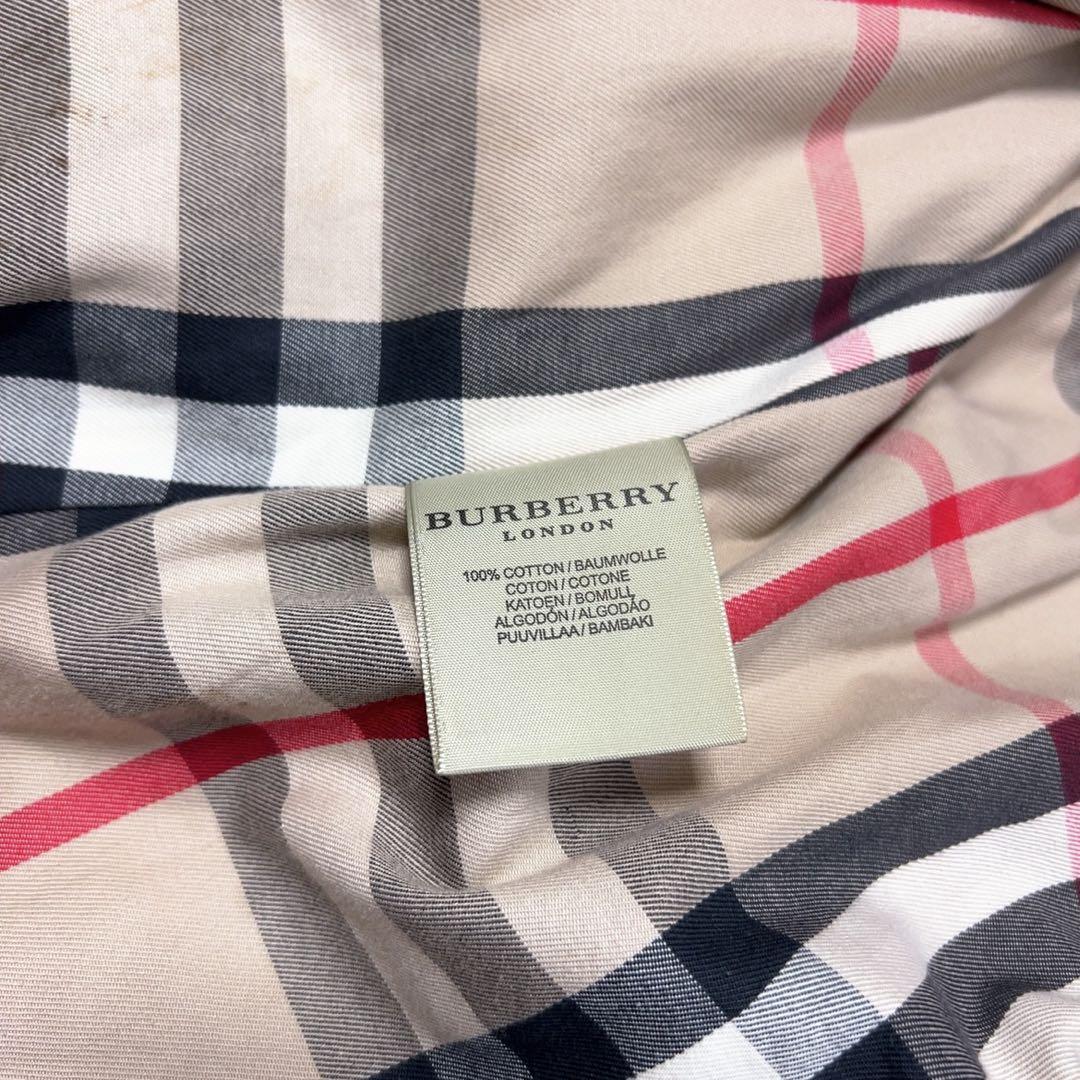 BURBERRY
LONDON
100% COTTON / BAUMWOLLE
COTON / COTONE
KATOEN / BOMULL
ALGODÓN / ALGODÃO
PUUVILLAA / BAMBAKI